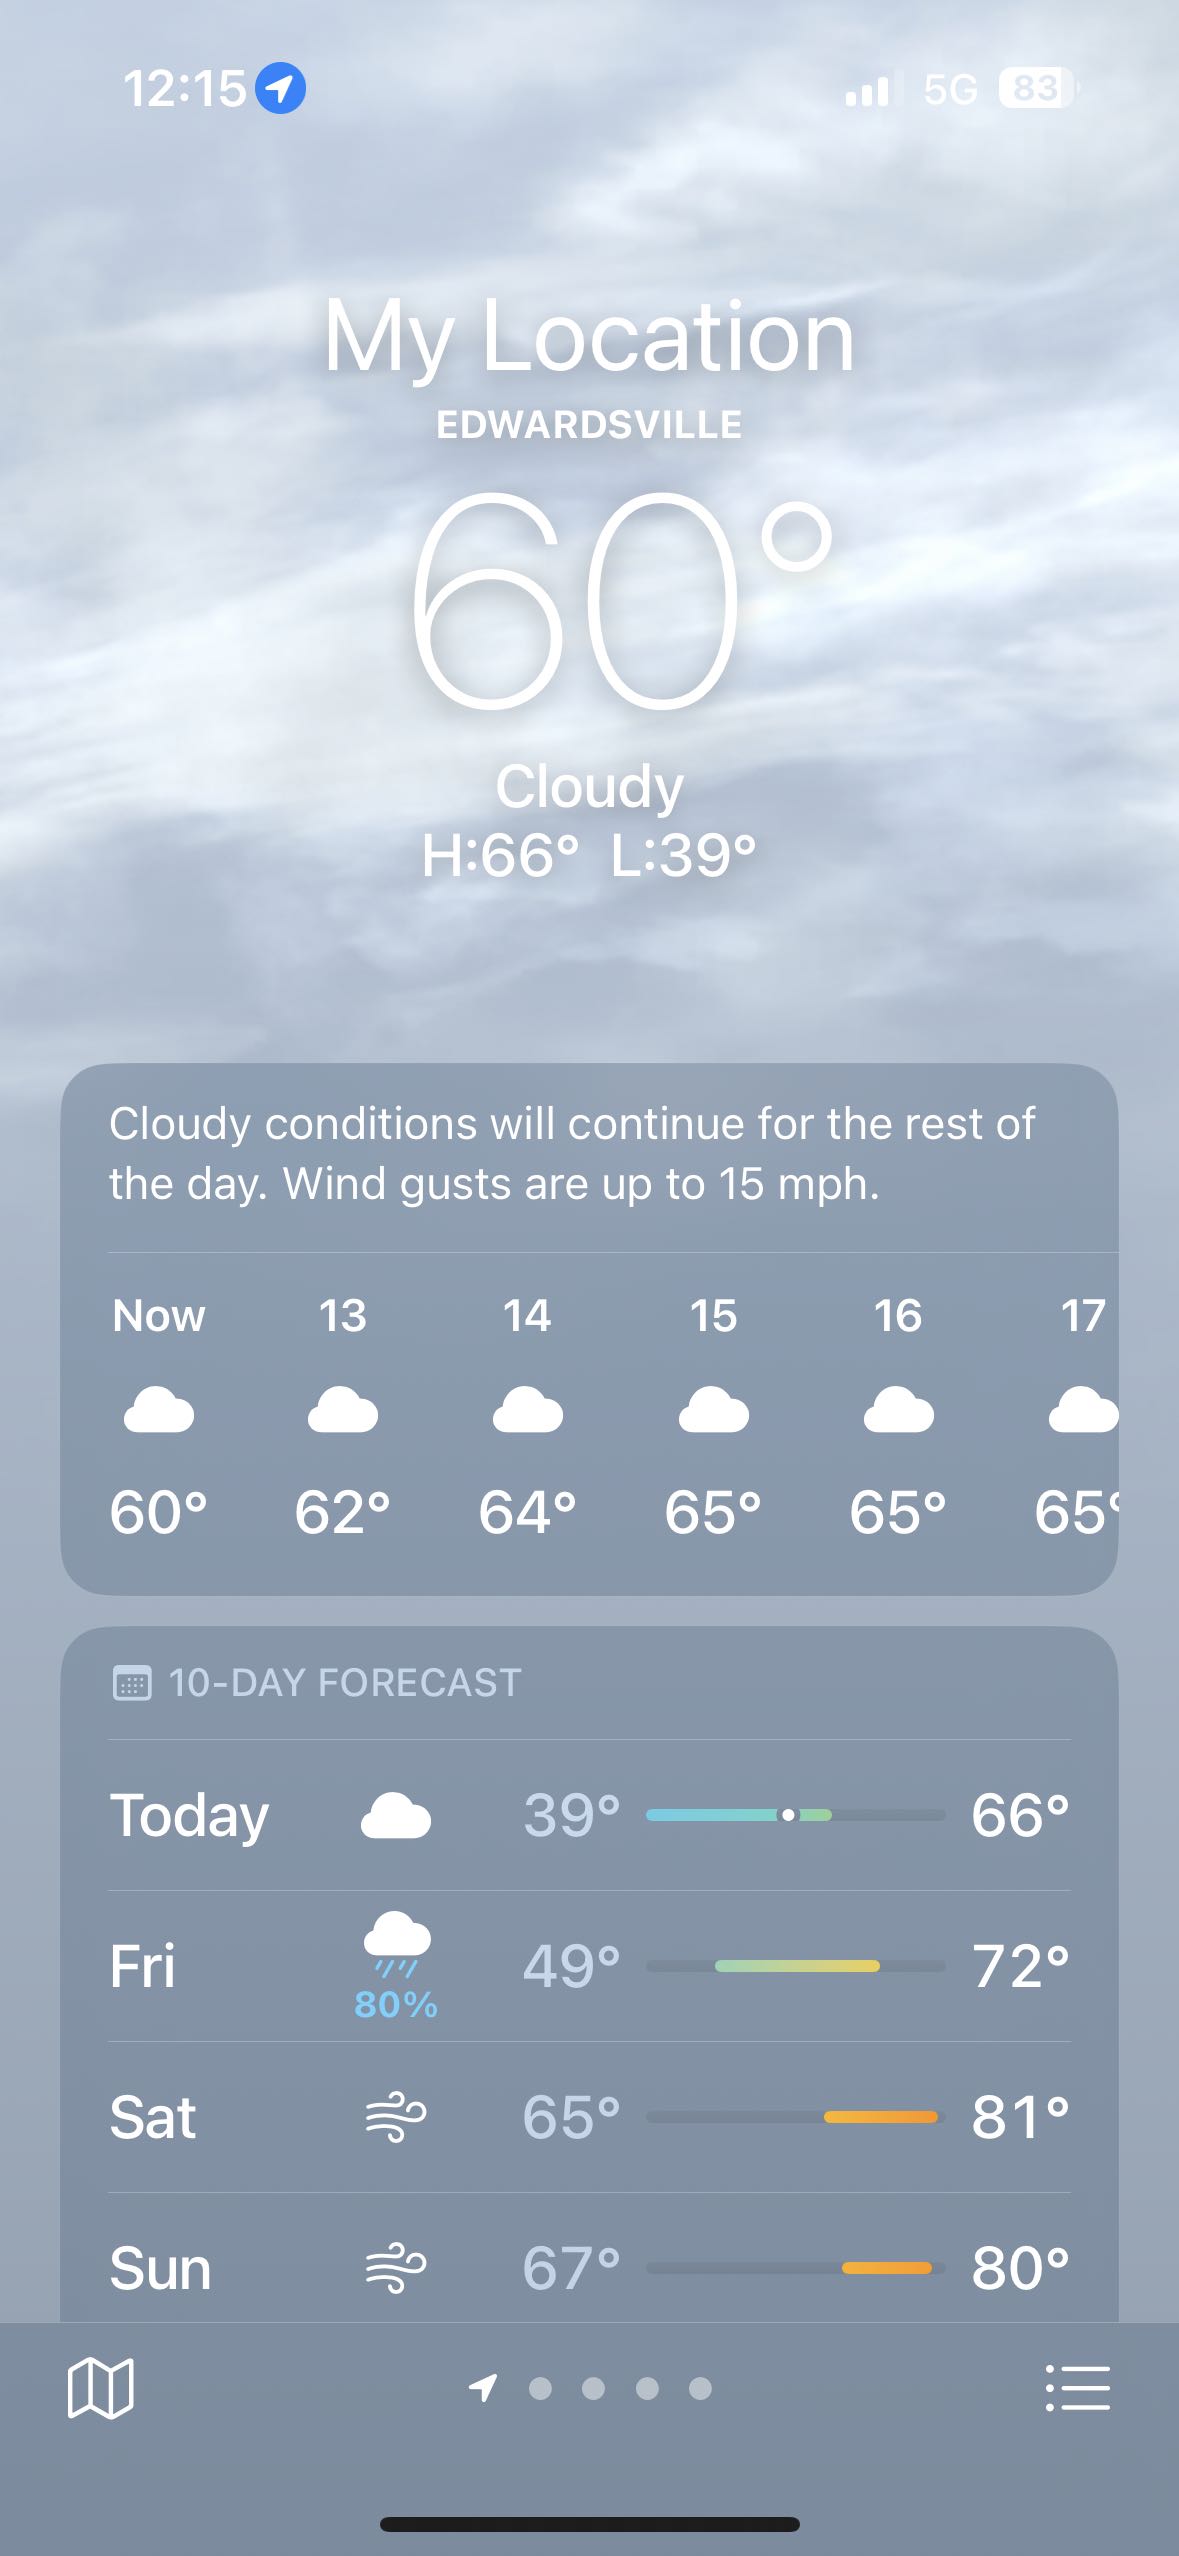 12:15 5G 83
My Location
EDWARDSVILLE
60°
Cloudy
H:66° L:39°
Cloudy conditions will continue for the rest of
the day. Wind gusts are up to 15 mph.
Now 13 14 15 16 17
60° 62° 64° 65° 65° 65°
10-DAY FORECAST
Today 39° 66°
Fri 80% 49° 72°
Sat 65° 81°
Sun 67° 80°